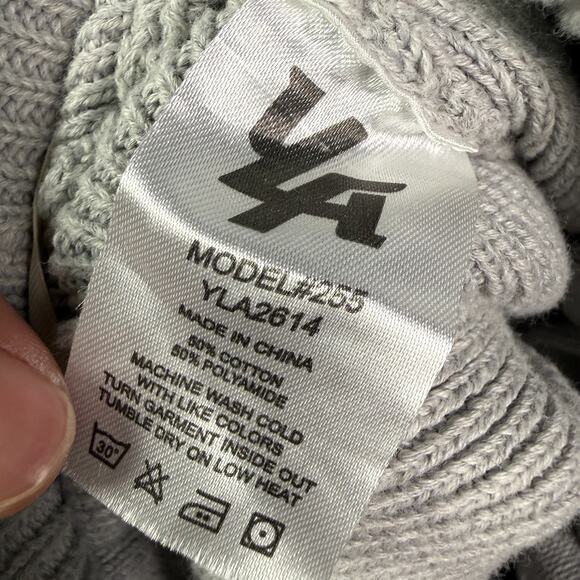 YLA
MODEL#255
YLA2614
MADE IN CHINA
50% COTTON
50% POLYAMIDE
MACHINE WASH COLD
WITH LIKE COLORS
TURN GARMENT INSIDE OUT
TUMBLE DRY ON LOW HEAT
30°